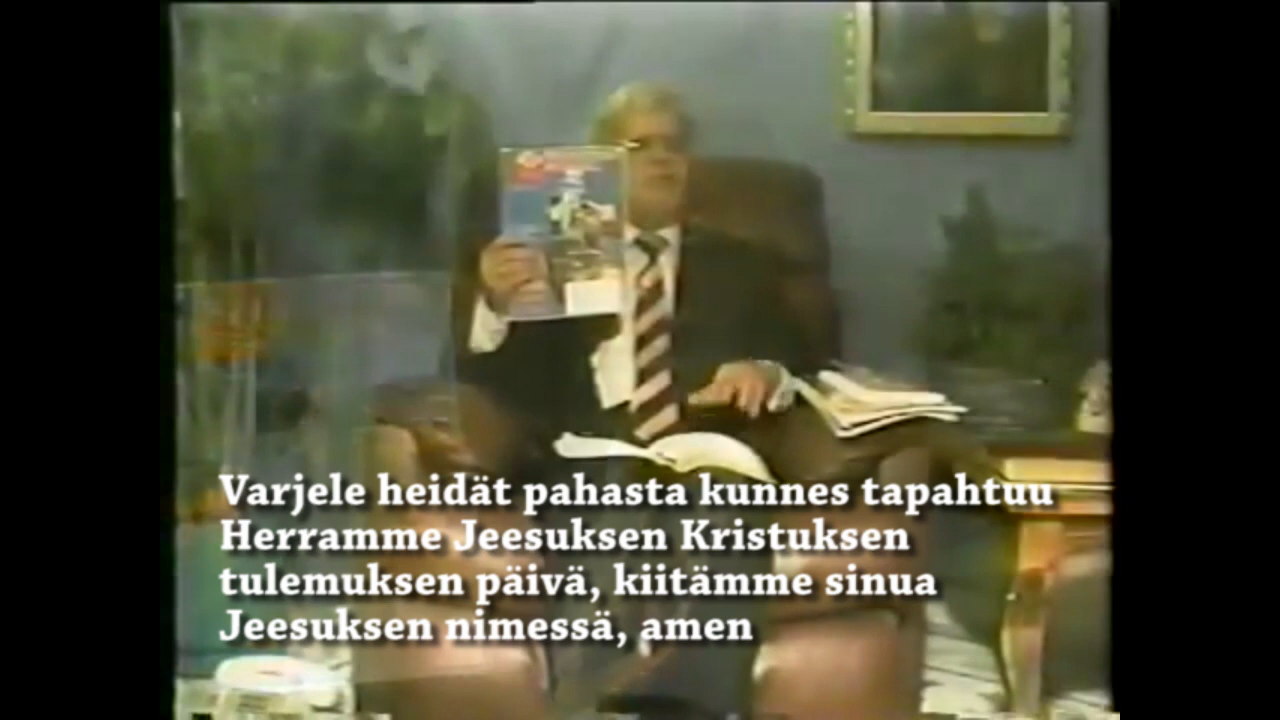 Varjele heidät pahasta kunnes tapahtuu
Herramme Jeesuksen Kristuksen
tulemuksen päivä, kiitämme sinua
Jeesuksen nimessä, amen